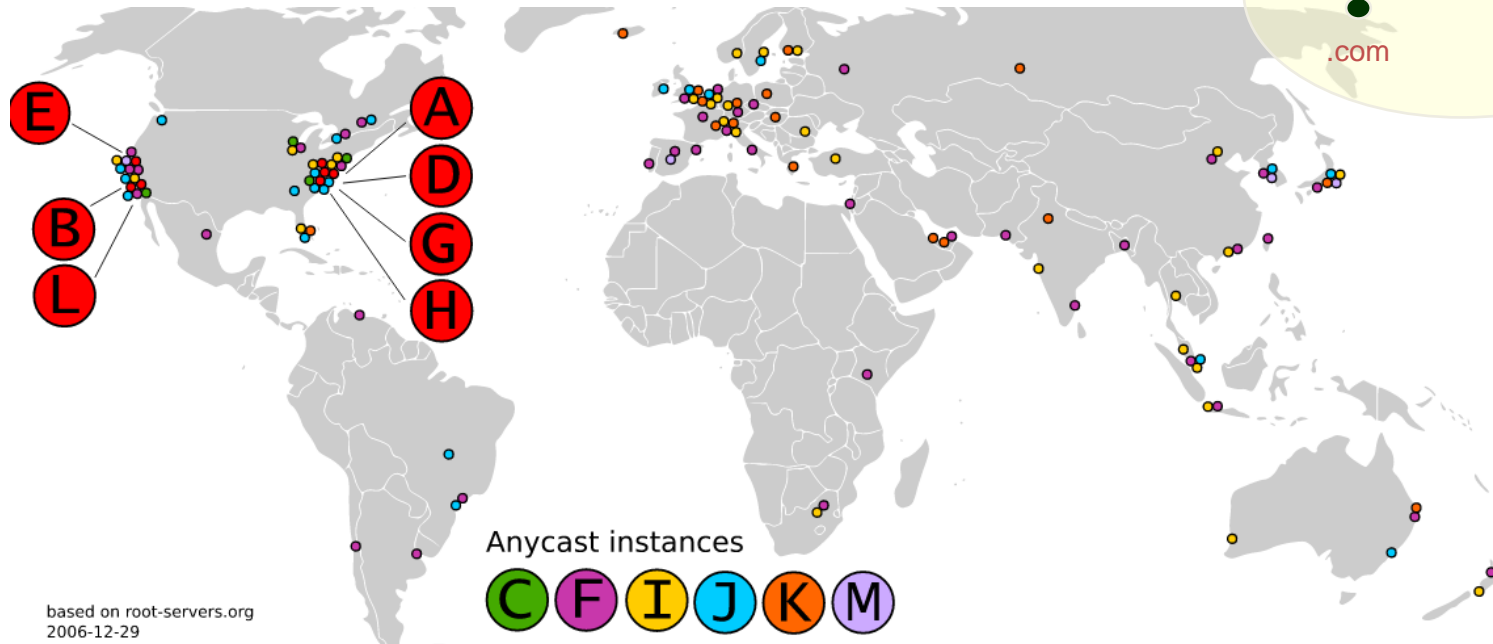 .com
E
A
D
B
G
L
H
Anycast instances
C F I J K M
based on root-servers.org
2006-12-29